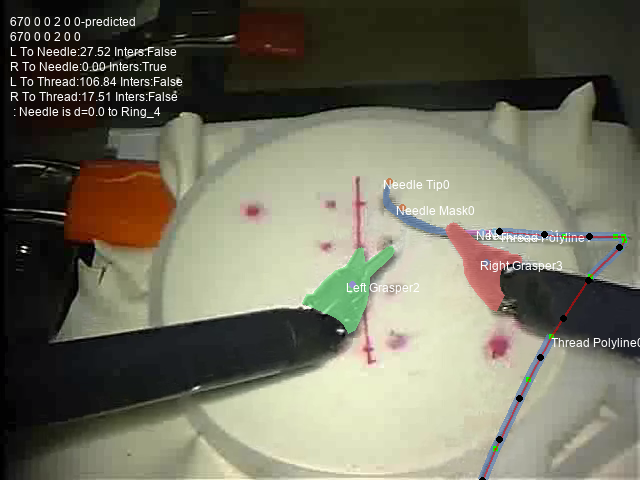 670 0 0 2 0 0-predicted
670 0 0 2 0 0
L To Needle:27.52 Inters:False
R To Needle:0.00 Inters:True
L To Thread:106.84 Inters:False
R To Thread:17.51 Inters:False
: Needle is d=0.0 to Ring_4
Needle Tip0
Needle Mask0
Thread Polyline
Right Grasper3
Left Grasper2
Thread Polyline0